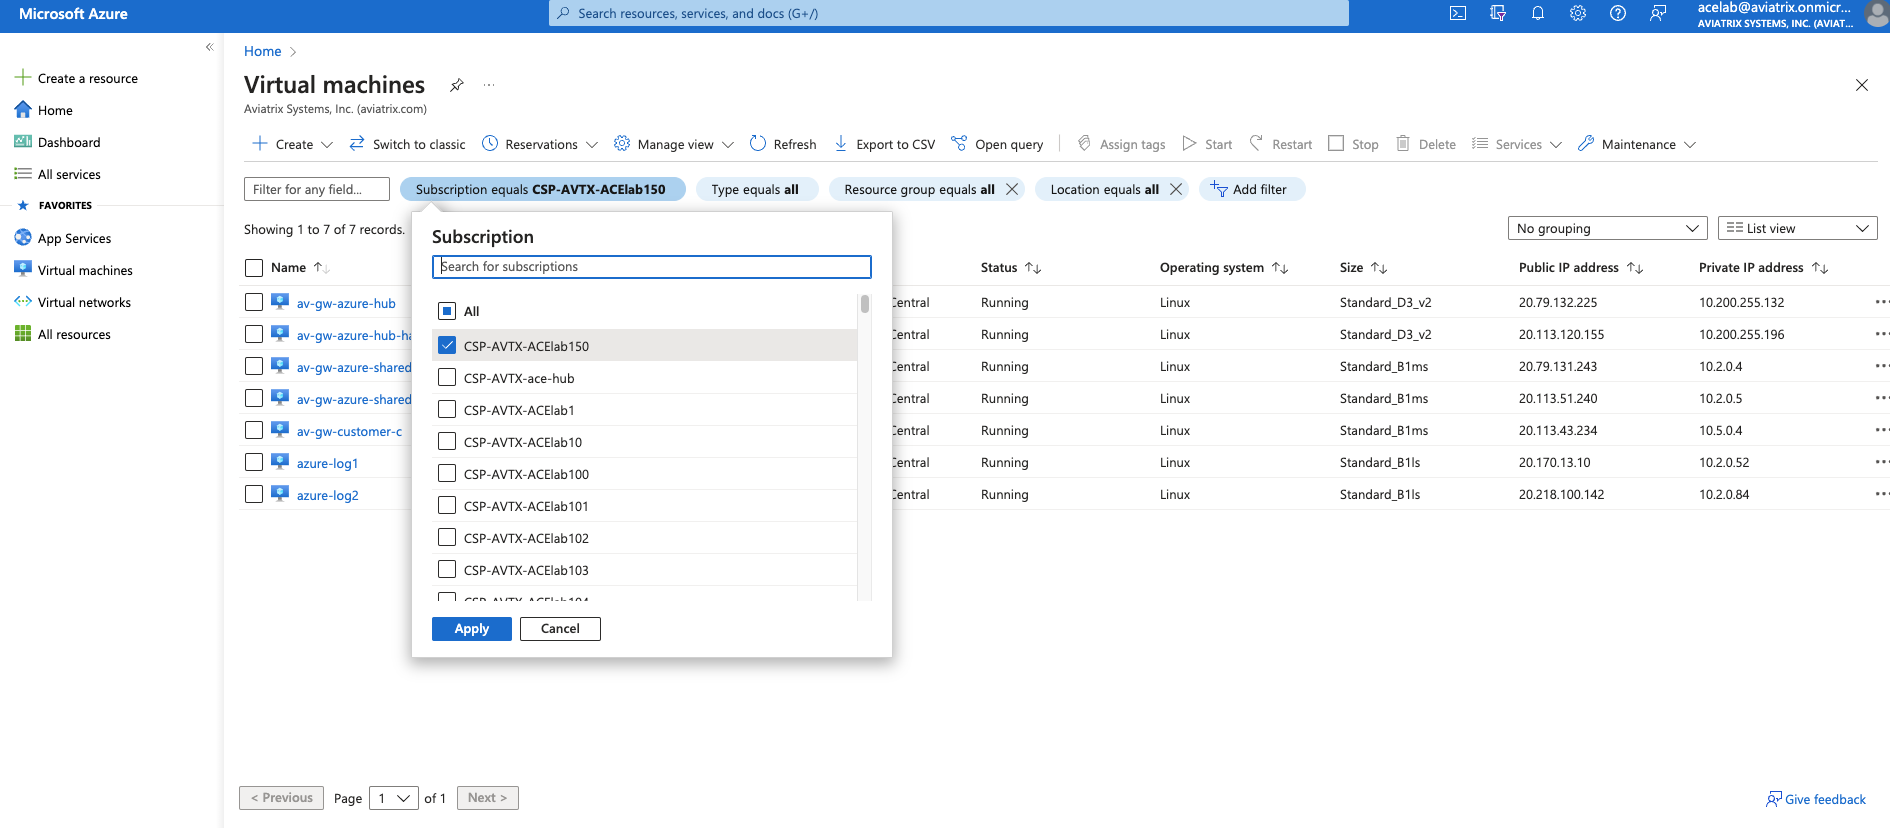 Microsoft Azure
Search resources, services, and docs (G+/)
acelab@aviatrix.onmicr...
AVIATRIX SYSTEMS, INC. (AVIAT...
«
Create a resource
Home
Dashboard
All services
FAVORITES
App Services
Virtual machines
Virtual networks
All resources
Home >
Virtual machines
...
Aviatrix Systems, Inc. (aviatrix.com)
Create Switch to classic Reservations Manage view Refresh Export to CSV Open query Assign tags Start Restart Stop Delete Services Maintenance
Filter for any field... Subscription equals CSP-AVTX-ACElab150 Type equals all Resource group equals all Location equals all Add filter
Showing 1 to 7 of 7 records.
No grouping List view
Name Status Operating system Size Public IP address Private IP address
av-gw-azure-hub Central Running Linux Standard_D3_v2 20.79.132.225 10.200.255.132 ...
av-gw-azure-hub-ha Central Running Linux Standard_D3_v2 20.113.120.155 10.200.255.196 ...
av-gw-azure-shared Central Running Linux Standard_B1ms 20.79.131.243 10.2.0.4 ...
av-gw-azure-shared Central Running Linux Standard_B1ms 20.113.51.240 10.2.0.5 ...
av-gw-customer-c Central Running Linux Standard_B1ms 20.113.43.234 10.5.0.4 ...
azure-log1 Central Running Linux Standard_B1ls 20.170.13.10 10.2.0.52 ...
azure-log2 Central Running Linux Standard_B1ls 20.218.100.142 10.2.0.84 ...
Subscription
Search for subscriptions
All
CSP-AVTX-ACElab150
CSP-AVTX-ace-hub
CSP-AVTX-ACElab1
CSP-AVTX-ACElab10
CSP-AVTX-ACElab100
CSP-AVTX-ACElab101
CSP-AVTX-ACElab102
CSP-AVTX-ACElab103
CSP-AVTX-ACElab104
Apply Cancel
< Previous Page 1 of 1 Next >
Give feedback